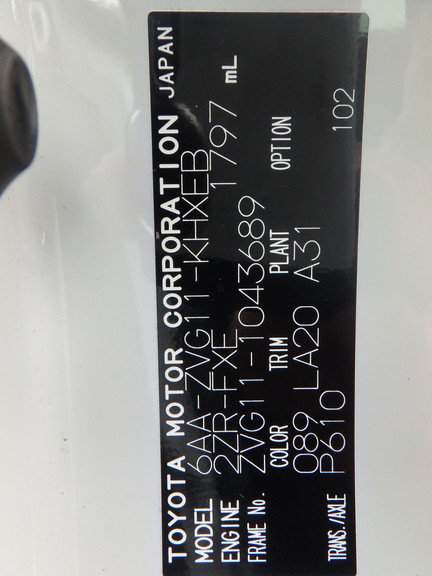 TOYOTA MOTOR CORPORATION JAPAN
MODEL 6AA-ZVG11-KHXEB
ENGINE 2ZR-FXE 1797 mL
FRAME No. ZVG11-1043689
COLOR TRIM PLANT OPTION
089 LA20 A31
TRANS./AXLE P610 102